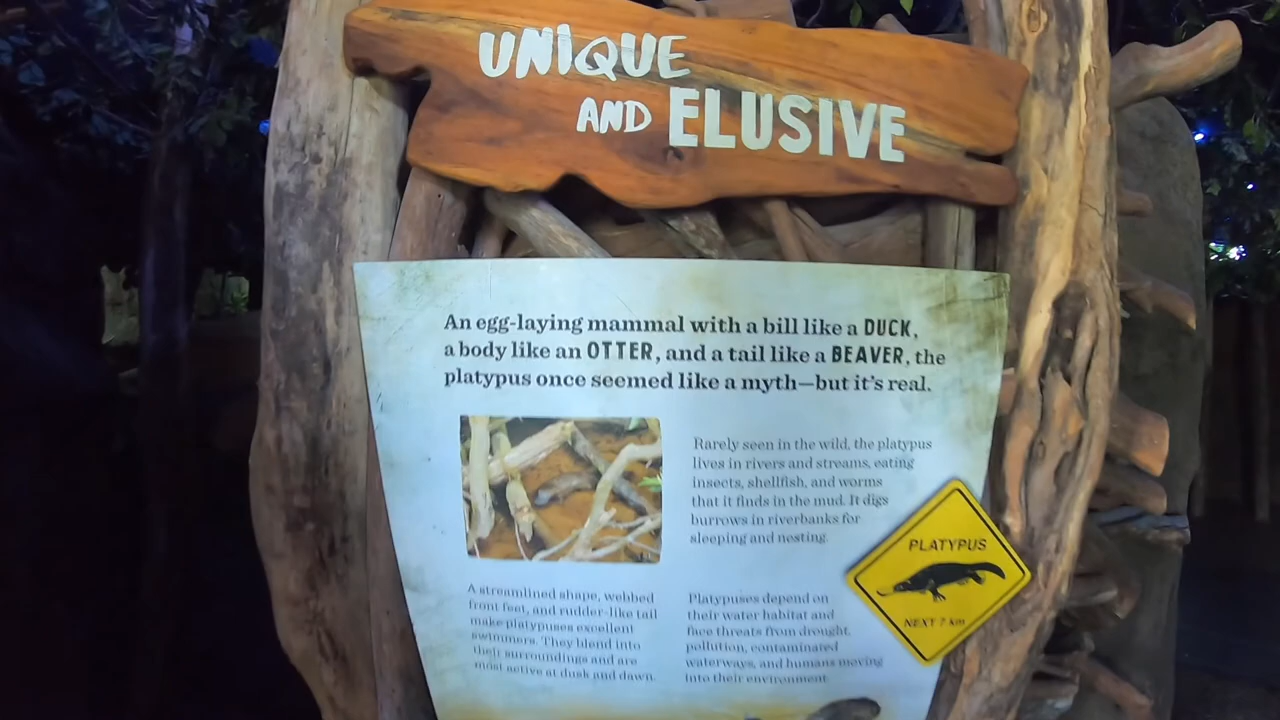 UNIQUE
AND ELUSIVE
An egg-laying mammal with a bill like a DUCK,
a body like an OTTER, and a tail like a BEAVER, the
platypus once seemed like a myth—but it's real.
Rarely seen in the wild, the platypus
lives in rivers and streams, eating
insects, shellfish, and worms
that it finds in the mud. It digs
burrows in riverbanks for
sleeping and nesting.
A streamlined shape, webbed
front feet, and rudder-like tail
make platypuses excellent
swimmers. They blend into
their surroundings and are
most active at dusk and dawn.
Platypuses depend on
their water habitat and
face threats from drought,
pollution, contaminated
waterways, and humans moving
into their environment.
PLATYPUS
NEXT 7 km